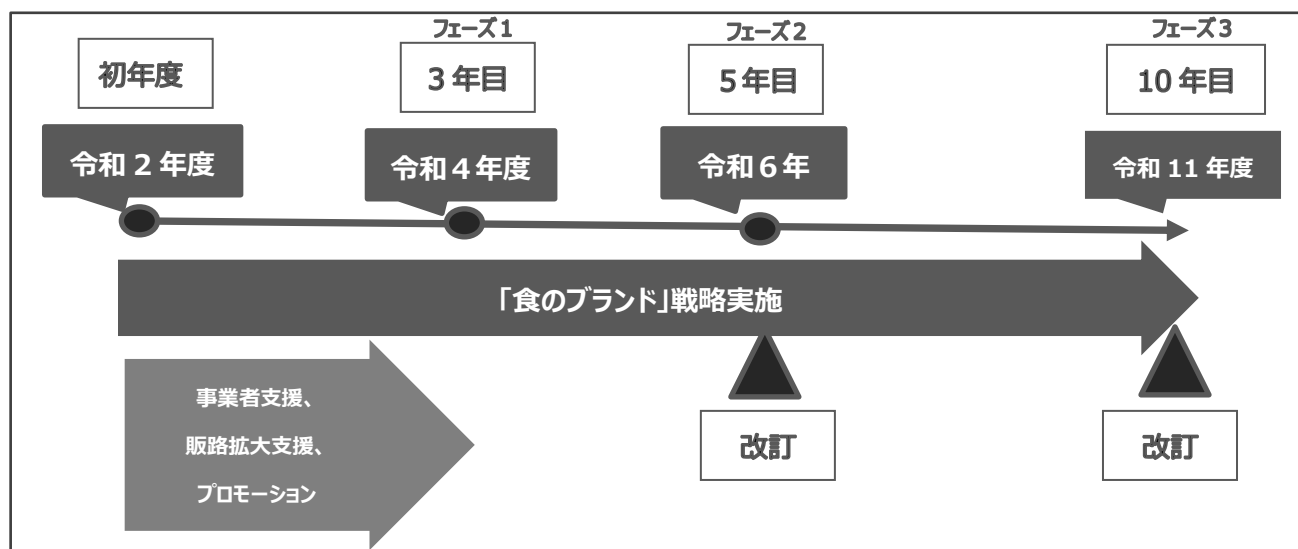 フェーズ1
フェーズ2
フェーズ3
初年度
3年目
5年目
10年目
令和2年度
令和4年度
令和6年
令和11年度
「食のブランド」戦略実施
事業者支援、
販路拡大支援、
プロモーション
改訂
改訂